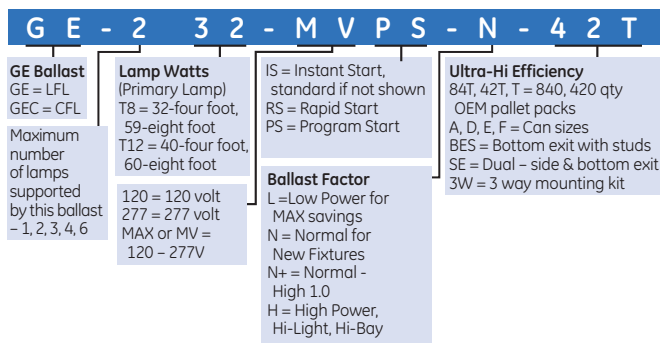 GE-232-MVPS-N-42T
GE Ballast
GE = LFL
GEC = CFL
Maximum
number
of lamps
supported
by this ballast
– 1, 2, 3, 4, 6
Lamp Watts
(Primary Lamp)
T8 = 32-four foot,
59-eight foot
T12 = 40-four foot,
60-eight foot
120 = 120 volt
277 = 277 volt
MAX or MV =
120 – 277V
IS = Instant Start,
standard if not shown
RS = Rapid Start
PS = Program Start
Ballast Factor
L =Low Power for
MAX savings
N = Normal for
New Fixtures
N+ = Normal -
High 1.0
H = High Power,
Hi-Light, Hi-Bay
Ultra-Hi Efficiency
84T, 42T, T = 840, 420 qty
OEM pallet packs
A, D, E, F = Can sizes
BES = Bottom exit with studs
SE = Dual – side & bottom exit
3W = 3 way mounting kit